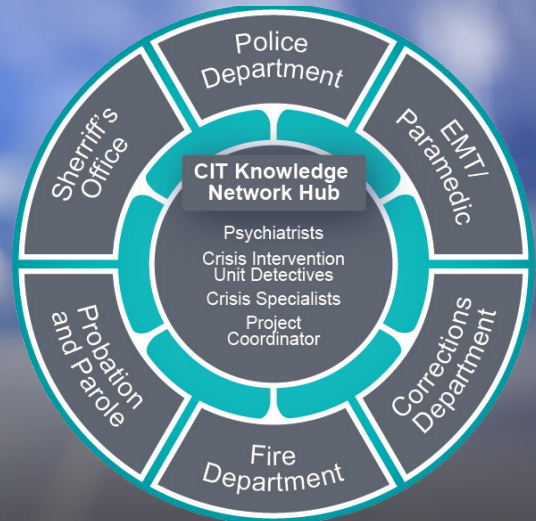 Police
Department
EMT/
Paramedic
Corrections
Department
Fire
Department
Probation
and Parole
Sherriff's
Office
CIT Knowledge
Network Hub
Psychiatrists
Crisis Intervention
Unit Detectives
Crisis Specialists
Project
Coordinator